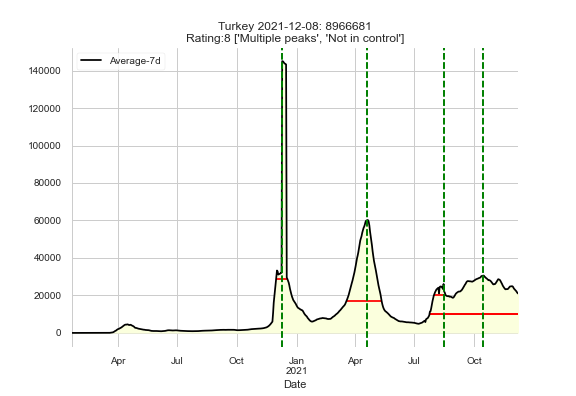 Turkey 2021-12-08: 8966681
Rating:8 ['Multiple peaks', 'Not in control']
Average-7d
140000
120000
100000
80000
60000
40000
20000
0
Apr Jul Oct Jan Apr Jul Oct
2021
Date